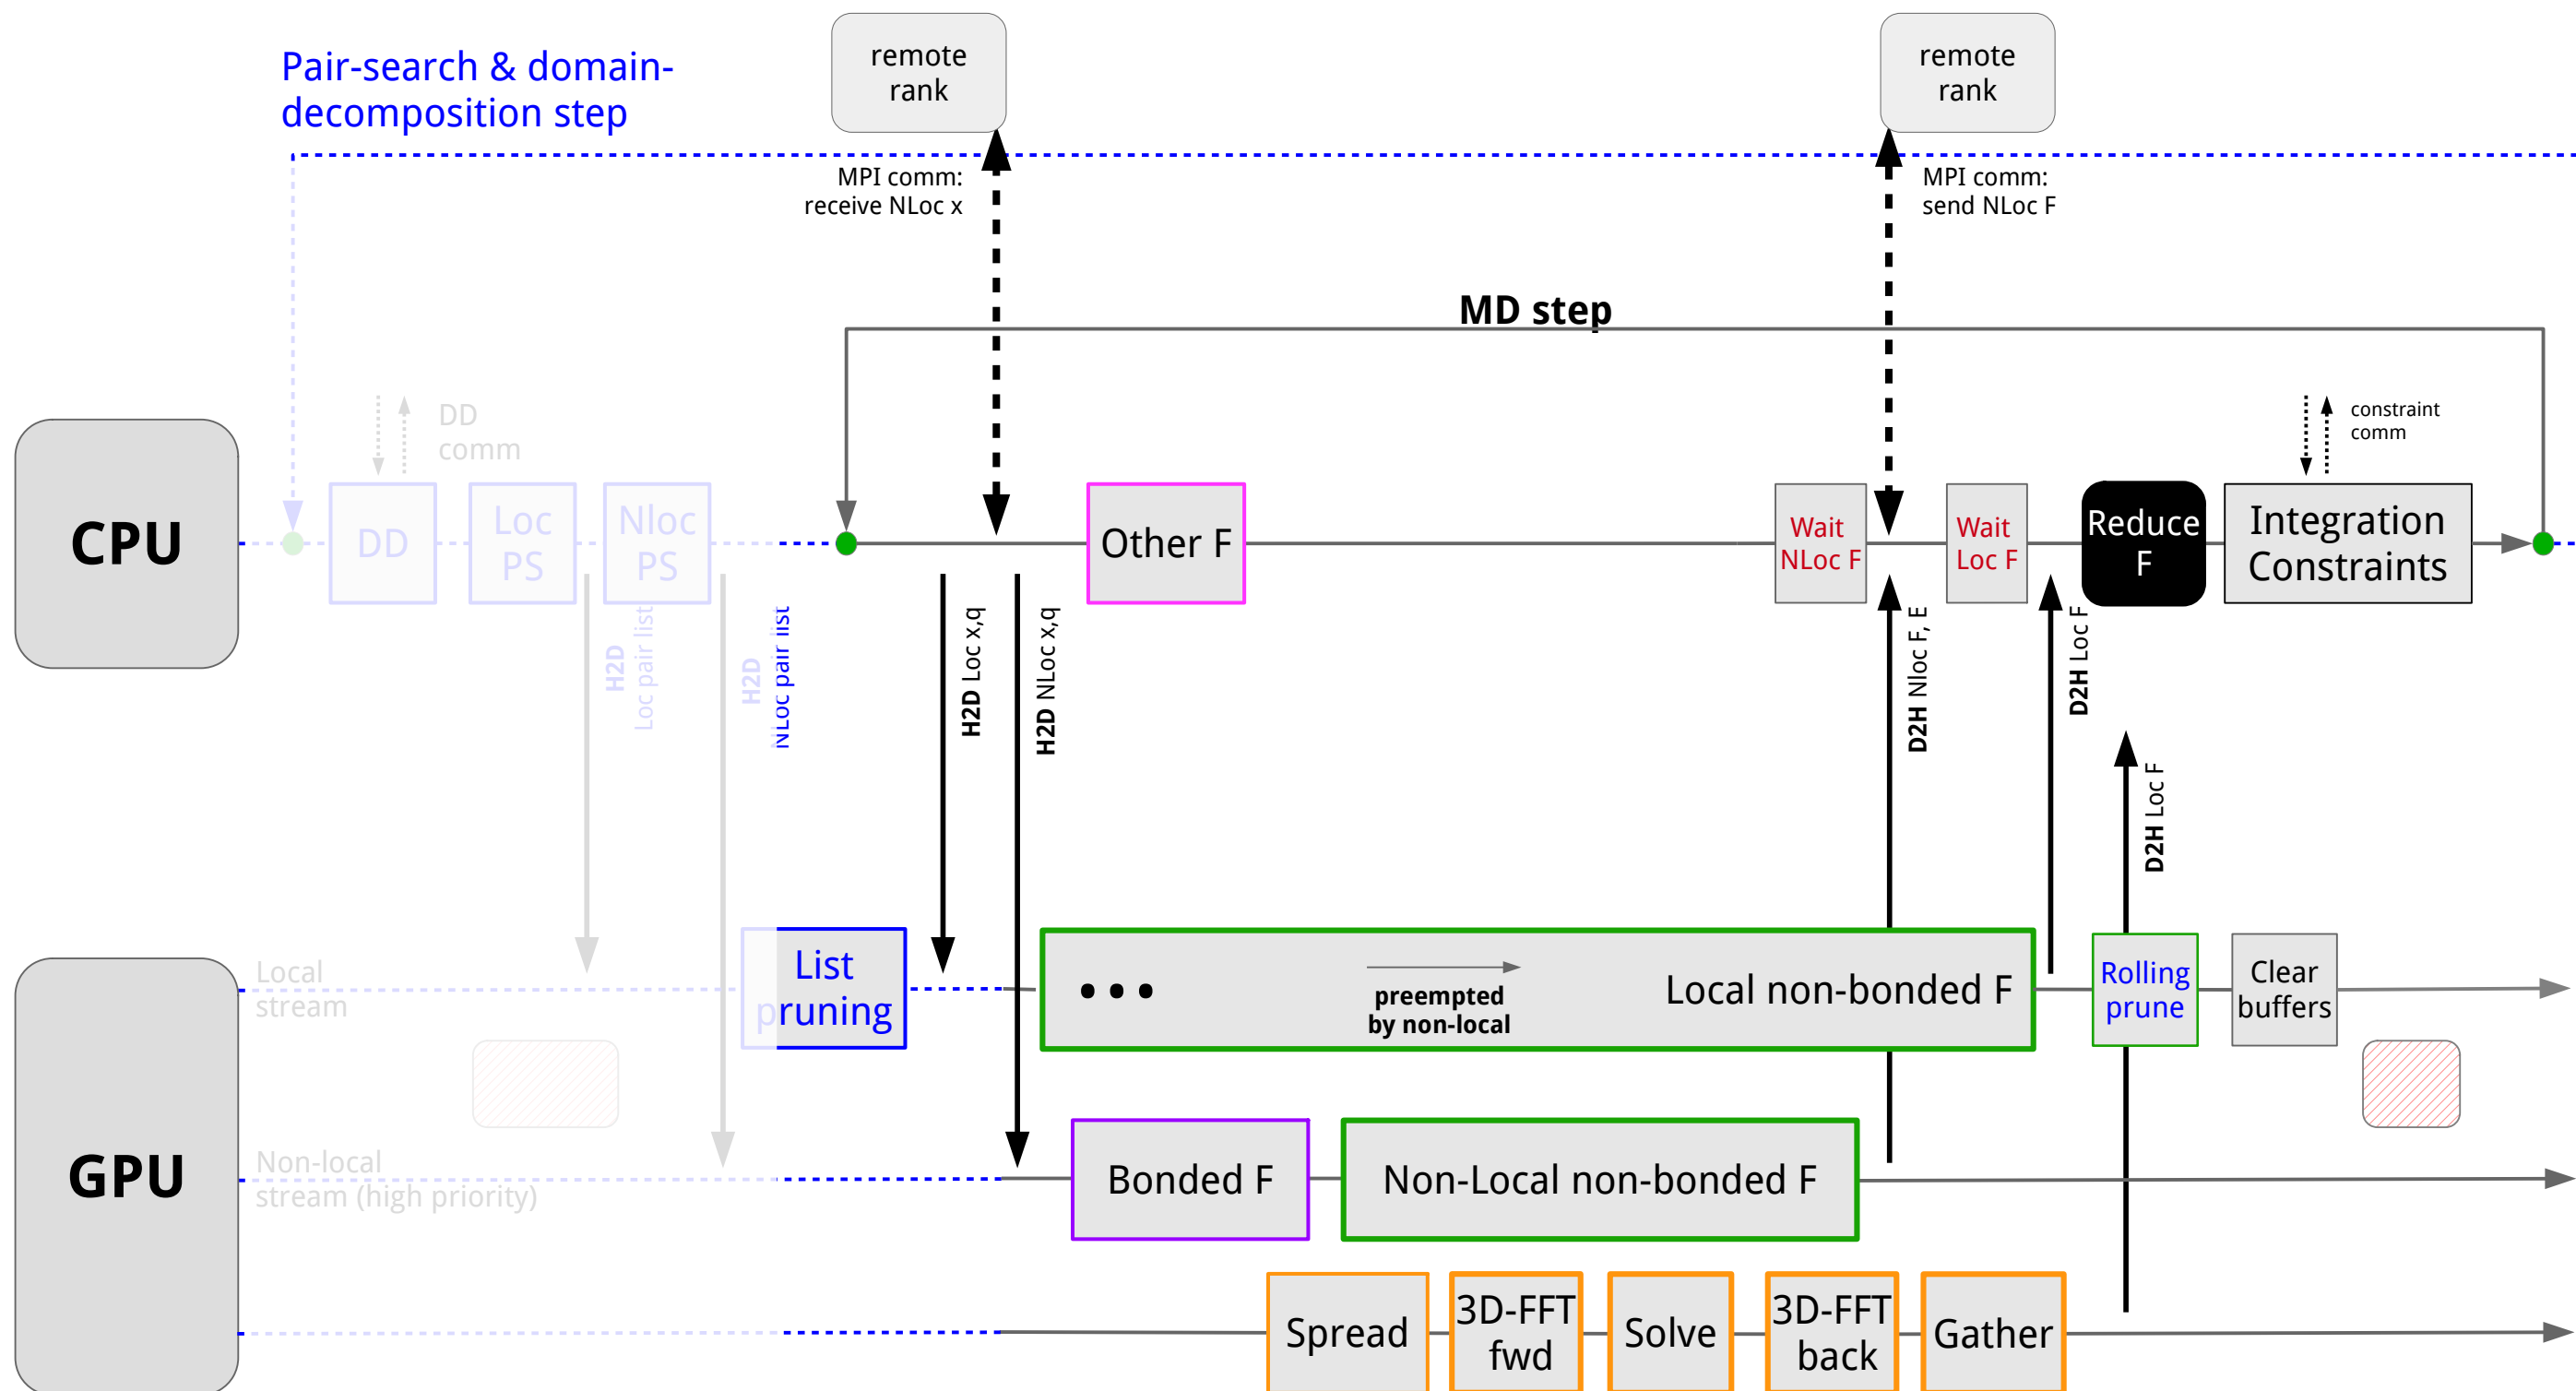 Pair-search & domain-
decomposition step
remote
rank
remote
rank
MPI comm:
receive NLoc x
MPI comm:
send NLoc F
MD step
DD
comm
constraint
comm
CPU
DD
Loc
PS
Nloc
PS
Other F
Wait
NLoc F
Wait
Loc F
Reduce
F
Integration
Constraints
H2D
Loc pair list
H2D
NLoc pair list
H2D Loc x,q
H2D NLoc x,q
D2H Nloc F, E
D2H Loc F
D2H Loc F
GPU
Local
stream
List
pruning
...
preempted
by non-local
Local non-bonded F
Rolling
prune
Clear
buffers
Non-local
stream (high priority)
Bonded F
Non-Local non-bonded F
Spread
3D-FFT
fwd
Solve
3D-FFT
back
Gather